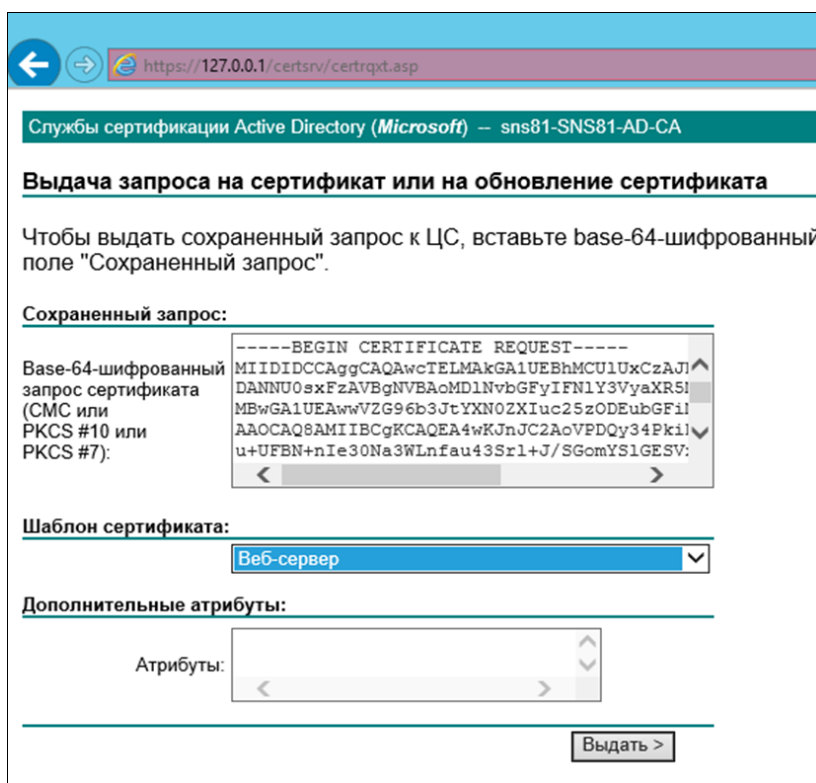 https://127.0.0.1/certsrv/certrqxt.asp
Службы сертификации Active Directory (Microsoft) -- sns81-SNS81-AD-CA
Выдача запроса на сертификат или на обновление сертификата
Чтобы выдать сохраненный запрос к ЦС, вставьте base-64-шифрованный
поле "Сохраненный запрос".
Сохраненный запрос:
Base-64-шифрованный
запрос сертификата
(CMC или
PKCS #10 или
PKCS #7):
-----BEGIN CERTIFICATE REQUEST-----
MIIDIDCCAggCAQAwcTELMAkGA1UEBhMCUlUxCzAJ
DANNU0sxFzAVBgNVBAoMDlNvbGFyIFNlY3VyaXR5
MBwGA1UEAwwVZG96b3JtYXN0ZXIuc25zODEubGFi
AAOCAQ8AMIIBCgKCAQEA4wKJnJC2AoVPDQy34Pki
u+UFBN+nIe30Na3WLnfau43Srl+J/SGomYSlGESV
Шаблон сертификата:
Веб-сервер
Дополнительные атрибуты:
Атрибуты:
Выдать >